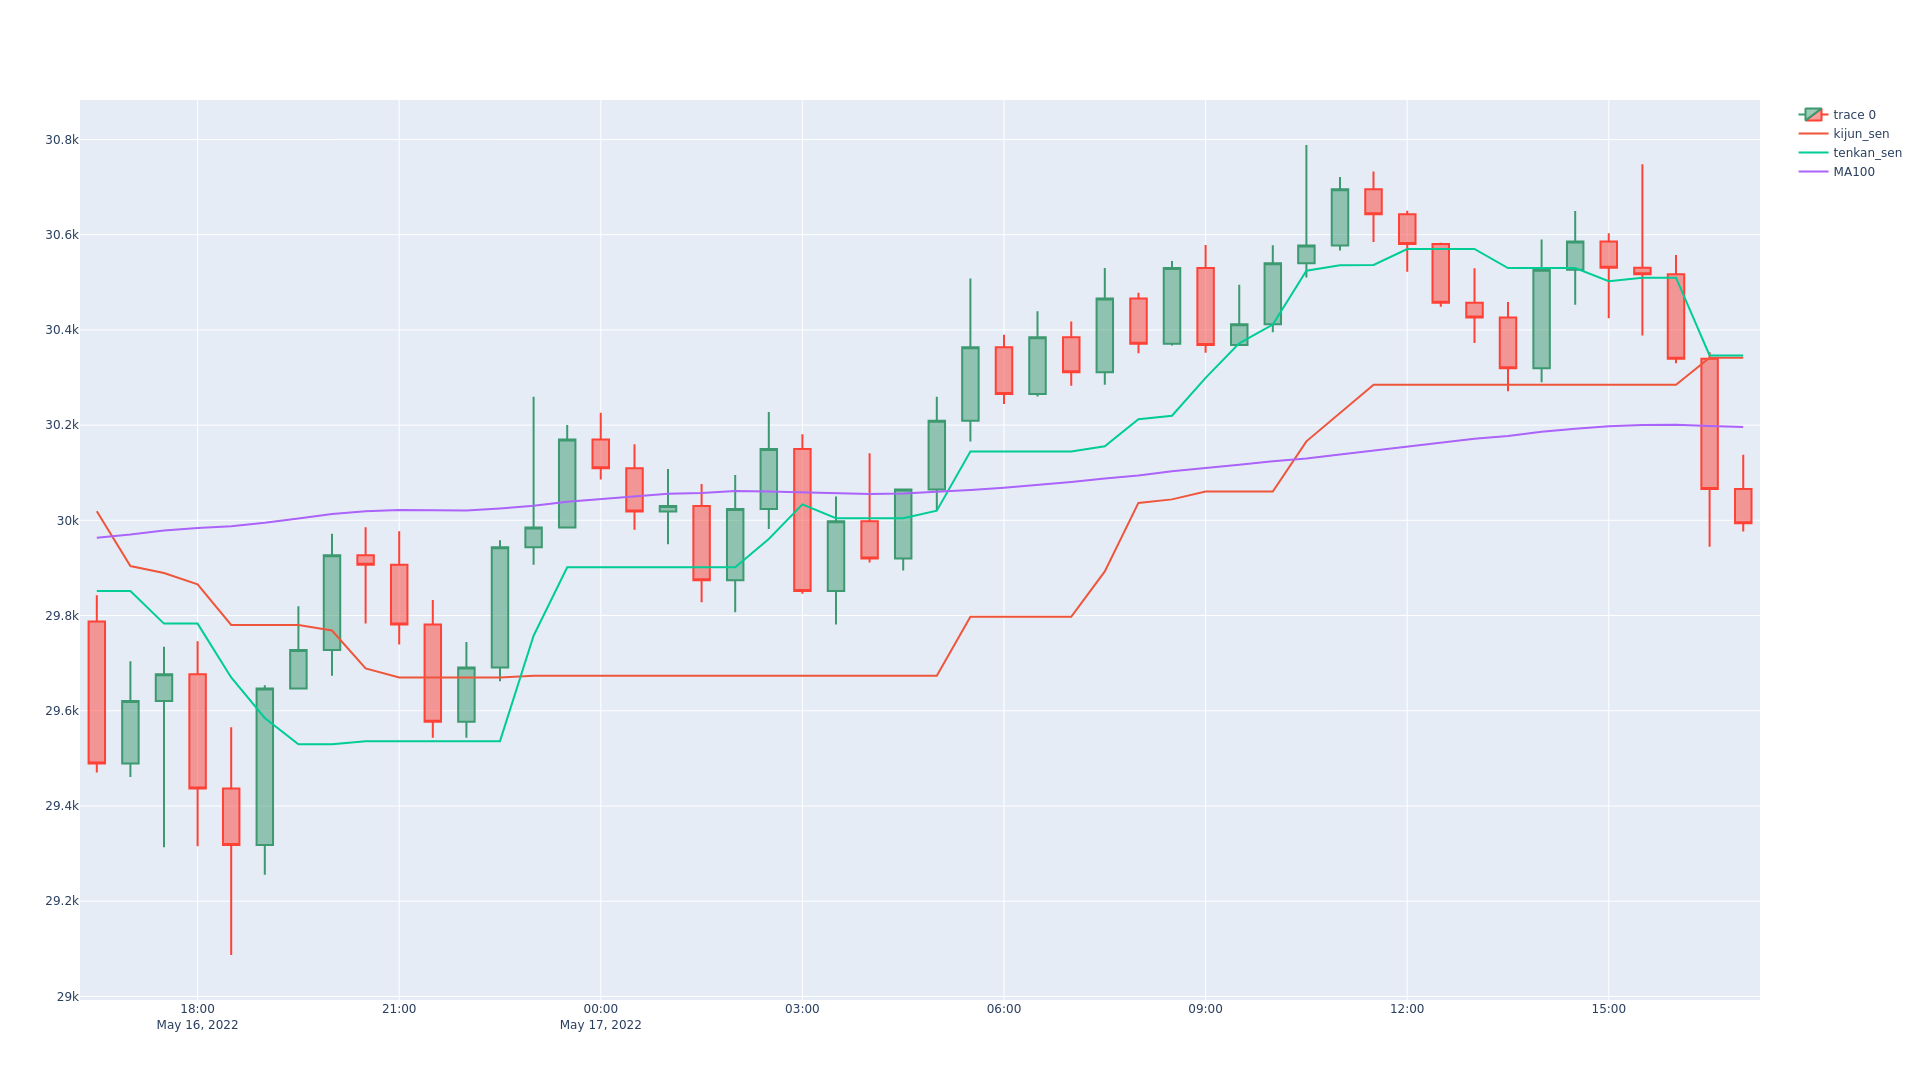 30.8k
30.6k
30.4k
30.2k
30k
29.8k
29.6k
29.4k
29.2k
29k
18:00
May 16, 2022
21:00
00:00
May 17, 2022
03:00
06:00
09:00
12:00
15:00
trace 0
kijun_sen
tenkan_sen
MA100